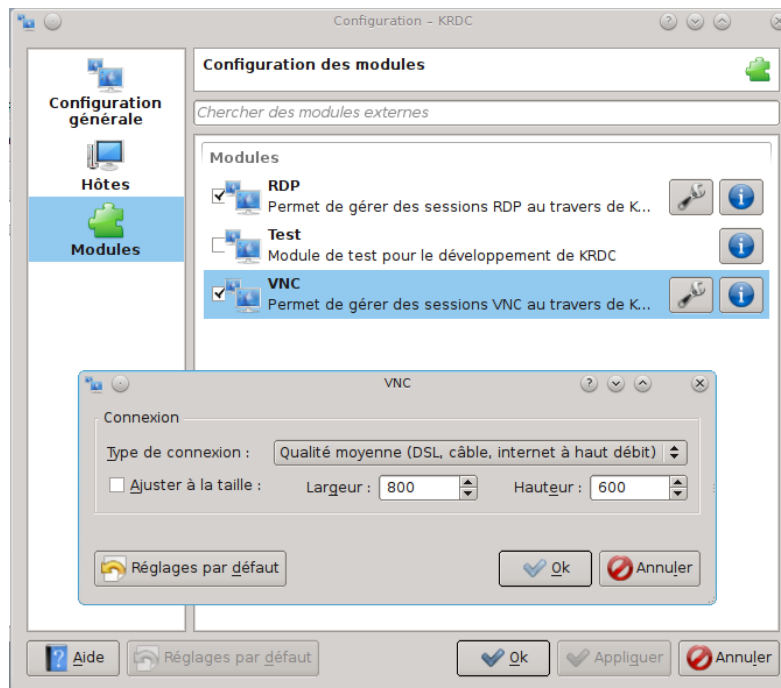 Configuration – KRDC
Configuration
générale
Hôtes
Modules
Configuration des modules
Chercher des modules externes
Modules
RDP
Permet de gérer des sessions RDP au travers de K...
Test
Module de test pour le développement de KRDC
VNC
Permet de gérer des sessions VNC au travers de K...
VNC
Connexion
Type de connexion : Qualité moyenne (DSL, câble, internet à haut débit)
Ajuster à la taille : Largeur : 800 Hauteur : 600
Réglages par défaut Ok Annuler
Aide Réglages par défaut Ok Appliquer Annuler